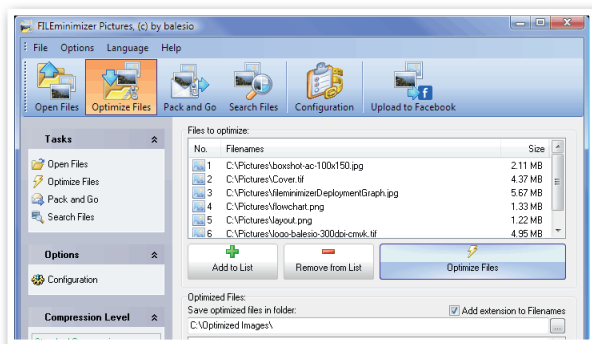 FILEminimizer Pictures, (c) by balesio
File Options Language Help
Open Files Optimize Files Pack and Go Search Files Configuration Upload to Facebook
Tasks
Open Files
Optimize Files
Pack and Go
Search Files
Options
Configuration
Compression Level
Files to optimize:
No. Filenames Size
1 C:\Pictures\boxshot-ac-100x150.jpg 2.11 MB
2 C:\Pictures\Cover.tif 4.37 MB
3 C:\Pictures\fileminimizerDeploymentGraph.jpg 5.67 MB
4 C:\Pictures\flowchart.png 1.33 MB
5 C:\Pictures\layout.png 1.22 MB
6 C:\Pictures\logo-balesio-300dpi-cmyk.tif 4.95 MB
Add to List Remove from List Optimize Files
Optimized Files:
Save optimized files in folder: Add extension to Filenames
C:\Optimized Images\ ...